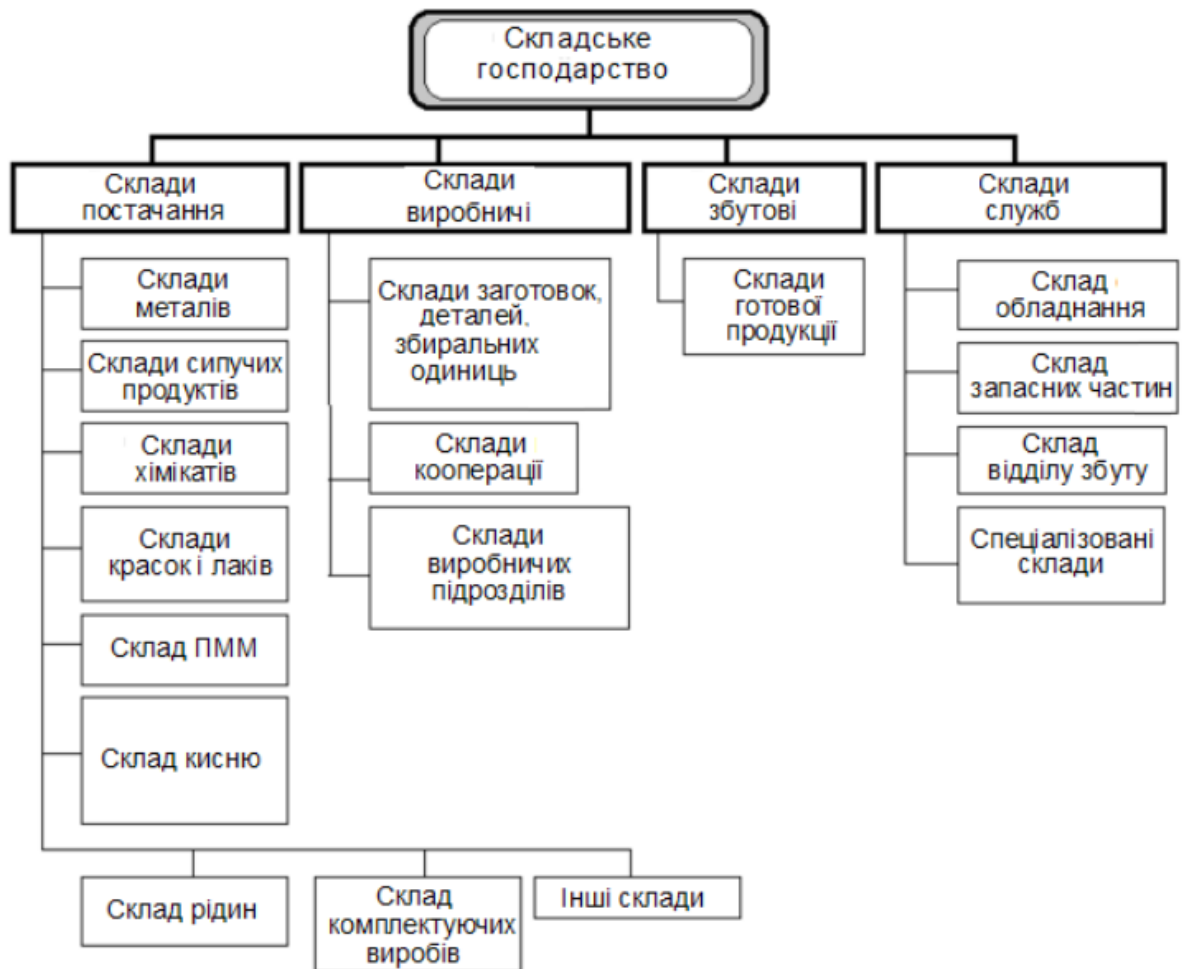 Складське
господарство
Склади
постачання
Склади
виробничі
Склади
збутові
Склади
служб
Склади
металів
Склади сипучих
продуктів
Склади
хімікатів
Склади
красок і лаків
Склад ПММ
Склад кисню
Склад рідин
Склад
комплектуючих
виробів
Інші склади
Склади заготовок,
деталей,
збиральних
одиниць
Склади
кооперації
Склади
виробничих
підрозділів
Склади
готової
продукції
Склад
обладнання
Склад
запасних частин
Склад
відділу збуту
Спеціалізовані
склади